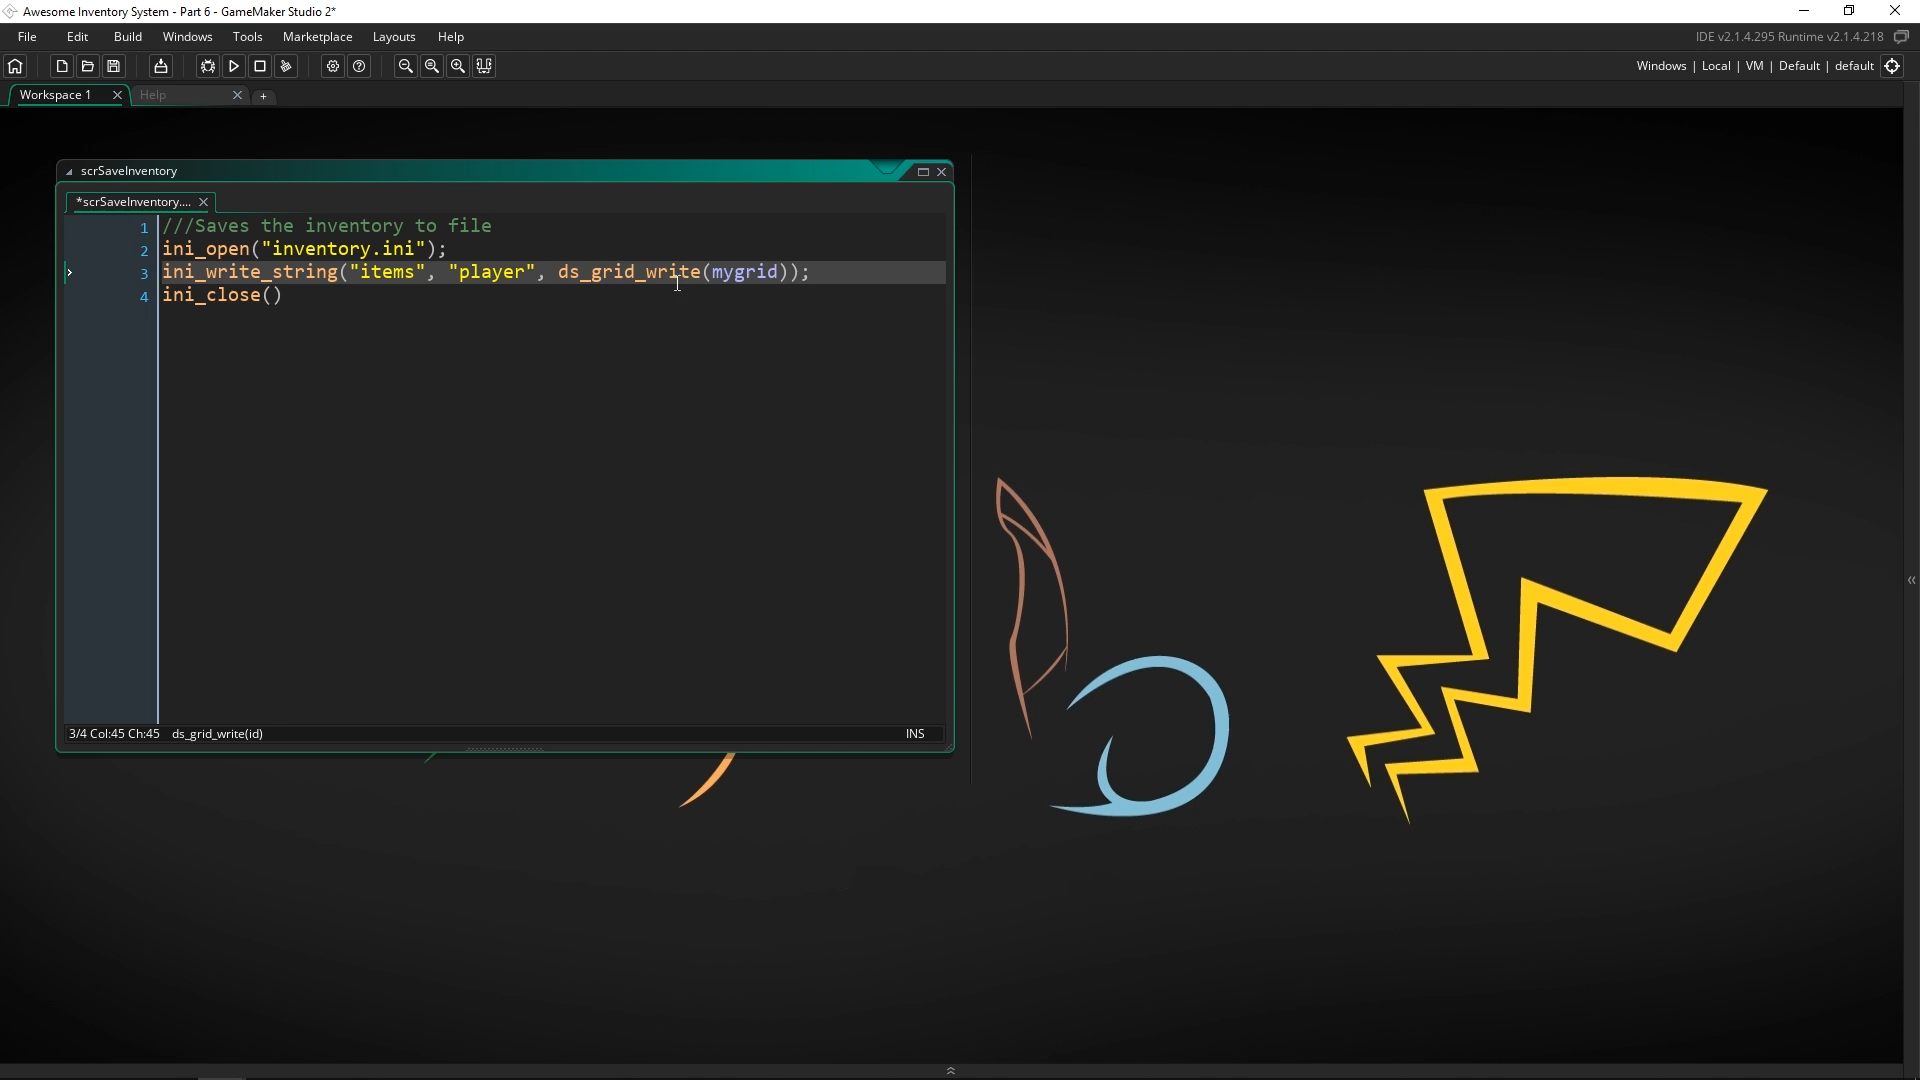 Awesome Inventory System - Part 6 - GameMaker Studio 2*
File Edit Build Windows Tools Marketplace Layouts Help
IDE v2.1.4.295 Runtime v2.1.4.218
Windows | Local | VM | Default | default
Workspace 1
Help
scrSaveInventory
*scrSaveInventory....
1 ///Saves the inventory to file
2 ini_open("inventory.ini");
3 ini_write_string("items", "player", ds_grid_write(mygrid));
4 ini_close()
3/4 Col:45 Ch:45 ds_grid_write(id)
INS